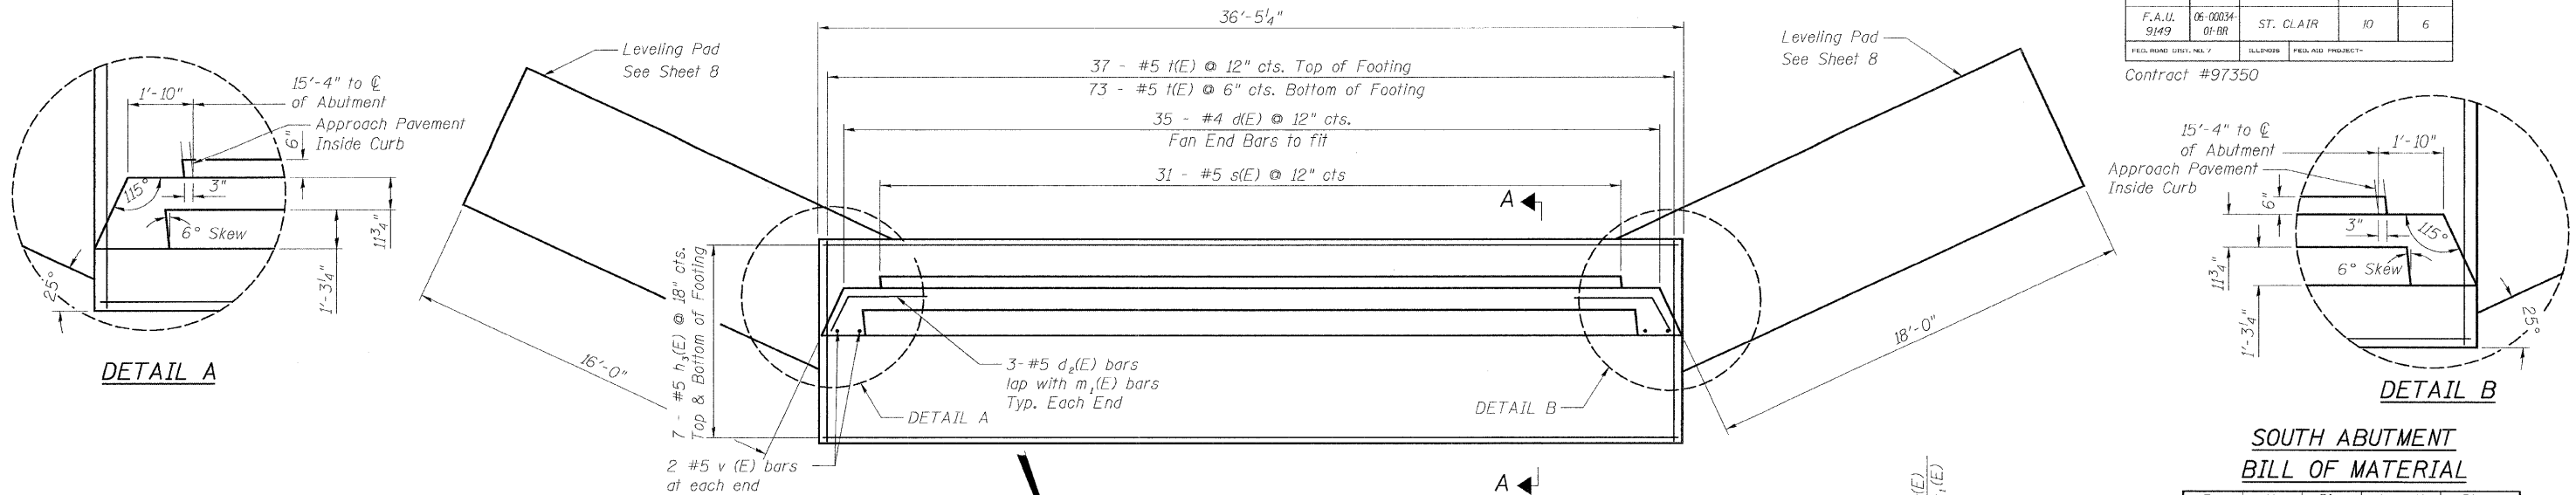 36'-5¼"
Leveling Pad
See Sheet 8
37 - #5 t(E) @ 12" cts. Top of Footing
73 - #5 t(E) @ 6" cts. Bottom of Footing
35 - #4 d(E) @ 12" cts.
Fan End Bars to fit
31 - #5 s(E) @ 12" cts
Leveling Pad
See Sheet 8
F.A.U.
9149
06-00034-
01-BR
ST. CLAIR
10
6
FED. ROAD DIST. NO. 7
ILLINOIS
FED. AID PROJECT-
Contract #97350
1'-10"
15'-4" to ℄
of Abutment
Approach Pavement
Inside Curb
6"
115°
3"
6° Skew
11¾"
1'-3¼"
25°
DETAIL A
16'-0"
7 - #5 h₃(E) @ 18" cts.
Top & Bottom of Footing
2 #5 v (E) bars
at each end
DETAIL A
3- #5 d₂(E) bars
lap with m₁(E) bars
Typ. Each End
A
A
DETAIL B
18'-0"
15'-4" to ℄
of Abutment
Approach Pavement
Inside Curb
1'-10"
6"
3"
115°
6° Skew
11¾"
1'-3¼"
25°
DETAIL B
SOUTH ABUTMENT
BILL OF MATERIAL